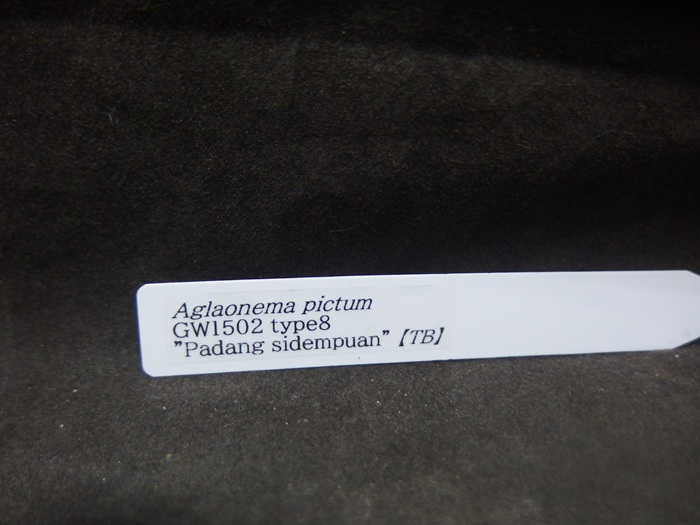 Aglaonema pictum
GW1502 type8
”Padang sidempuan”【TB】